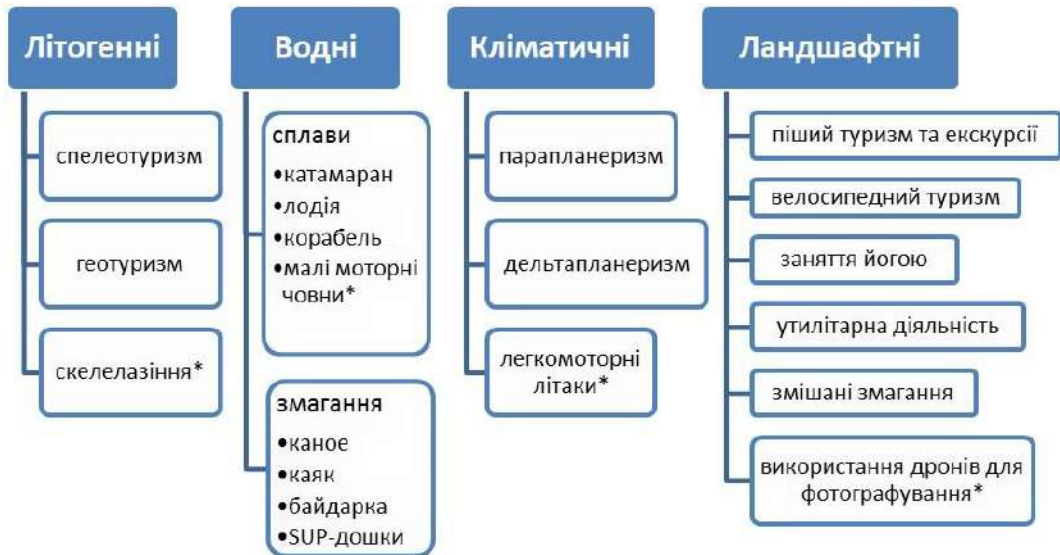 Літогенні
спелеотуризм
геотуризм
скелелазіння*
Водні
сплави
•катамаран
•лодія
•корабель
•малі моторні
човни*
змагання
•каное
•каяк
•байдарка
•SUP-дошки
Кліматичні
парапланеризм
дельтапланеризм
легкомоторні
літаки*
Ландшафтні
піший туризм та екскурсії
велосипедний туризм
заняття йогою
утилітарна діяльність
змішані змагання
використання дронів для
фотографування*